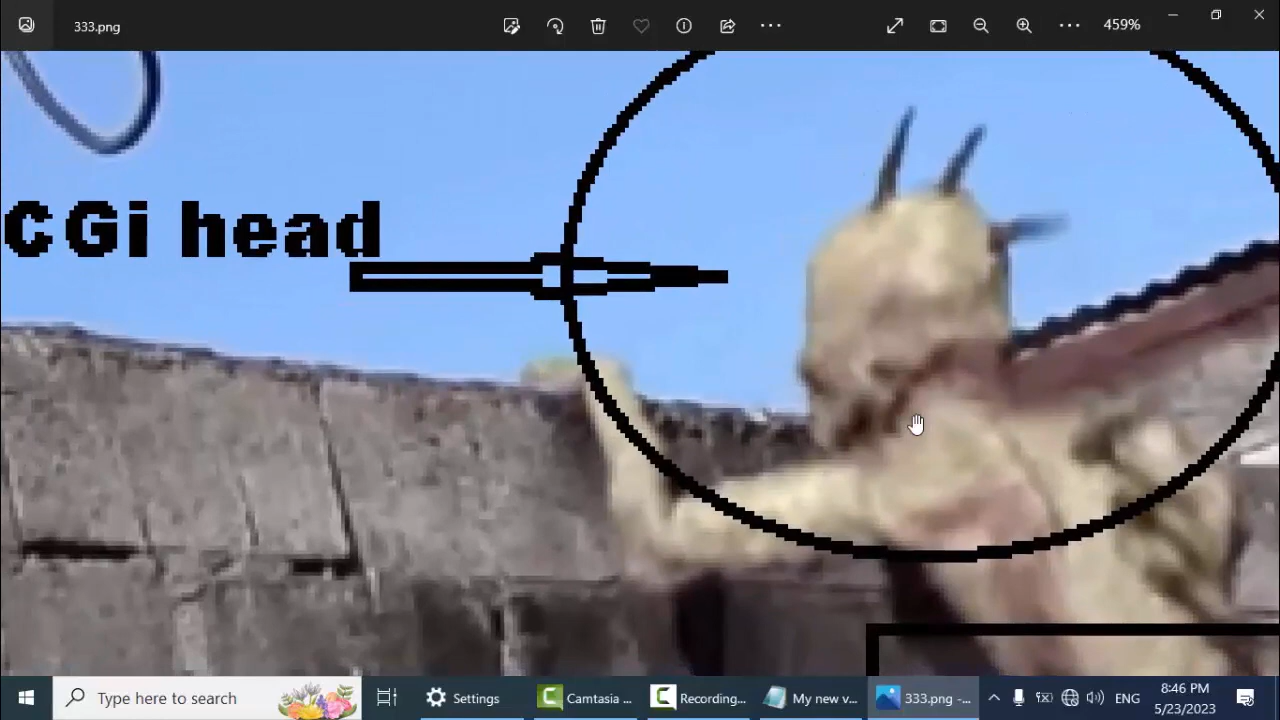 333.png
459%
CGi head
Type here to search
Settings
Camtasia ...
Recording...
My new v...
333.png -...
ENG
8:46 PM
5/23/2023